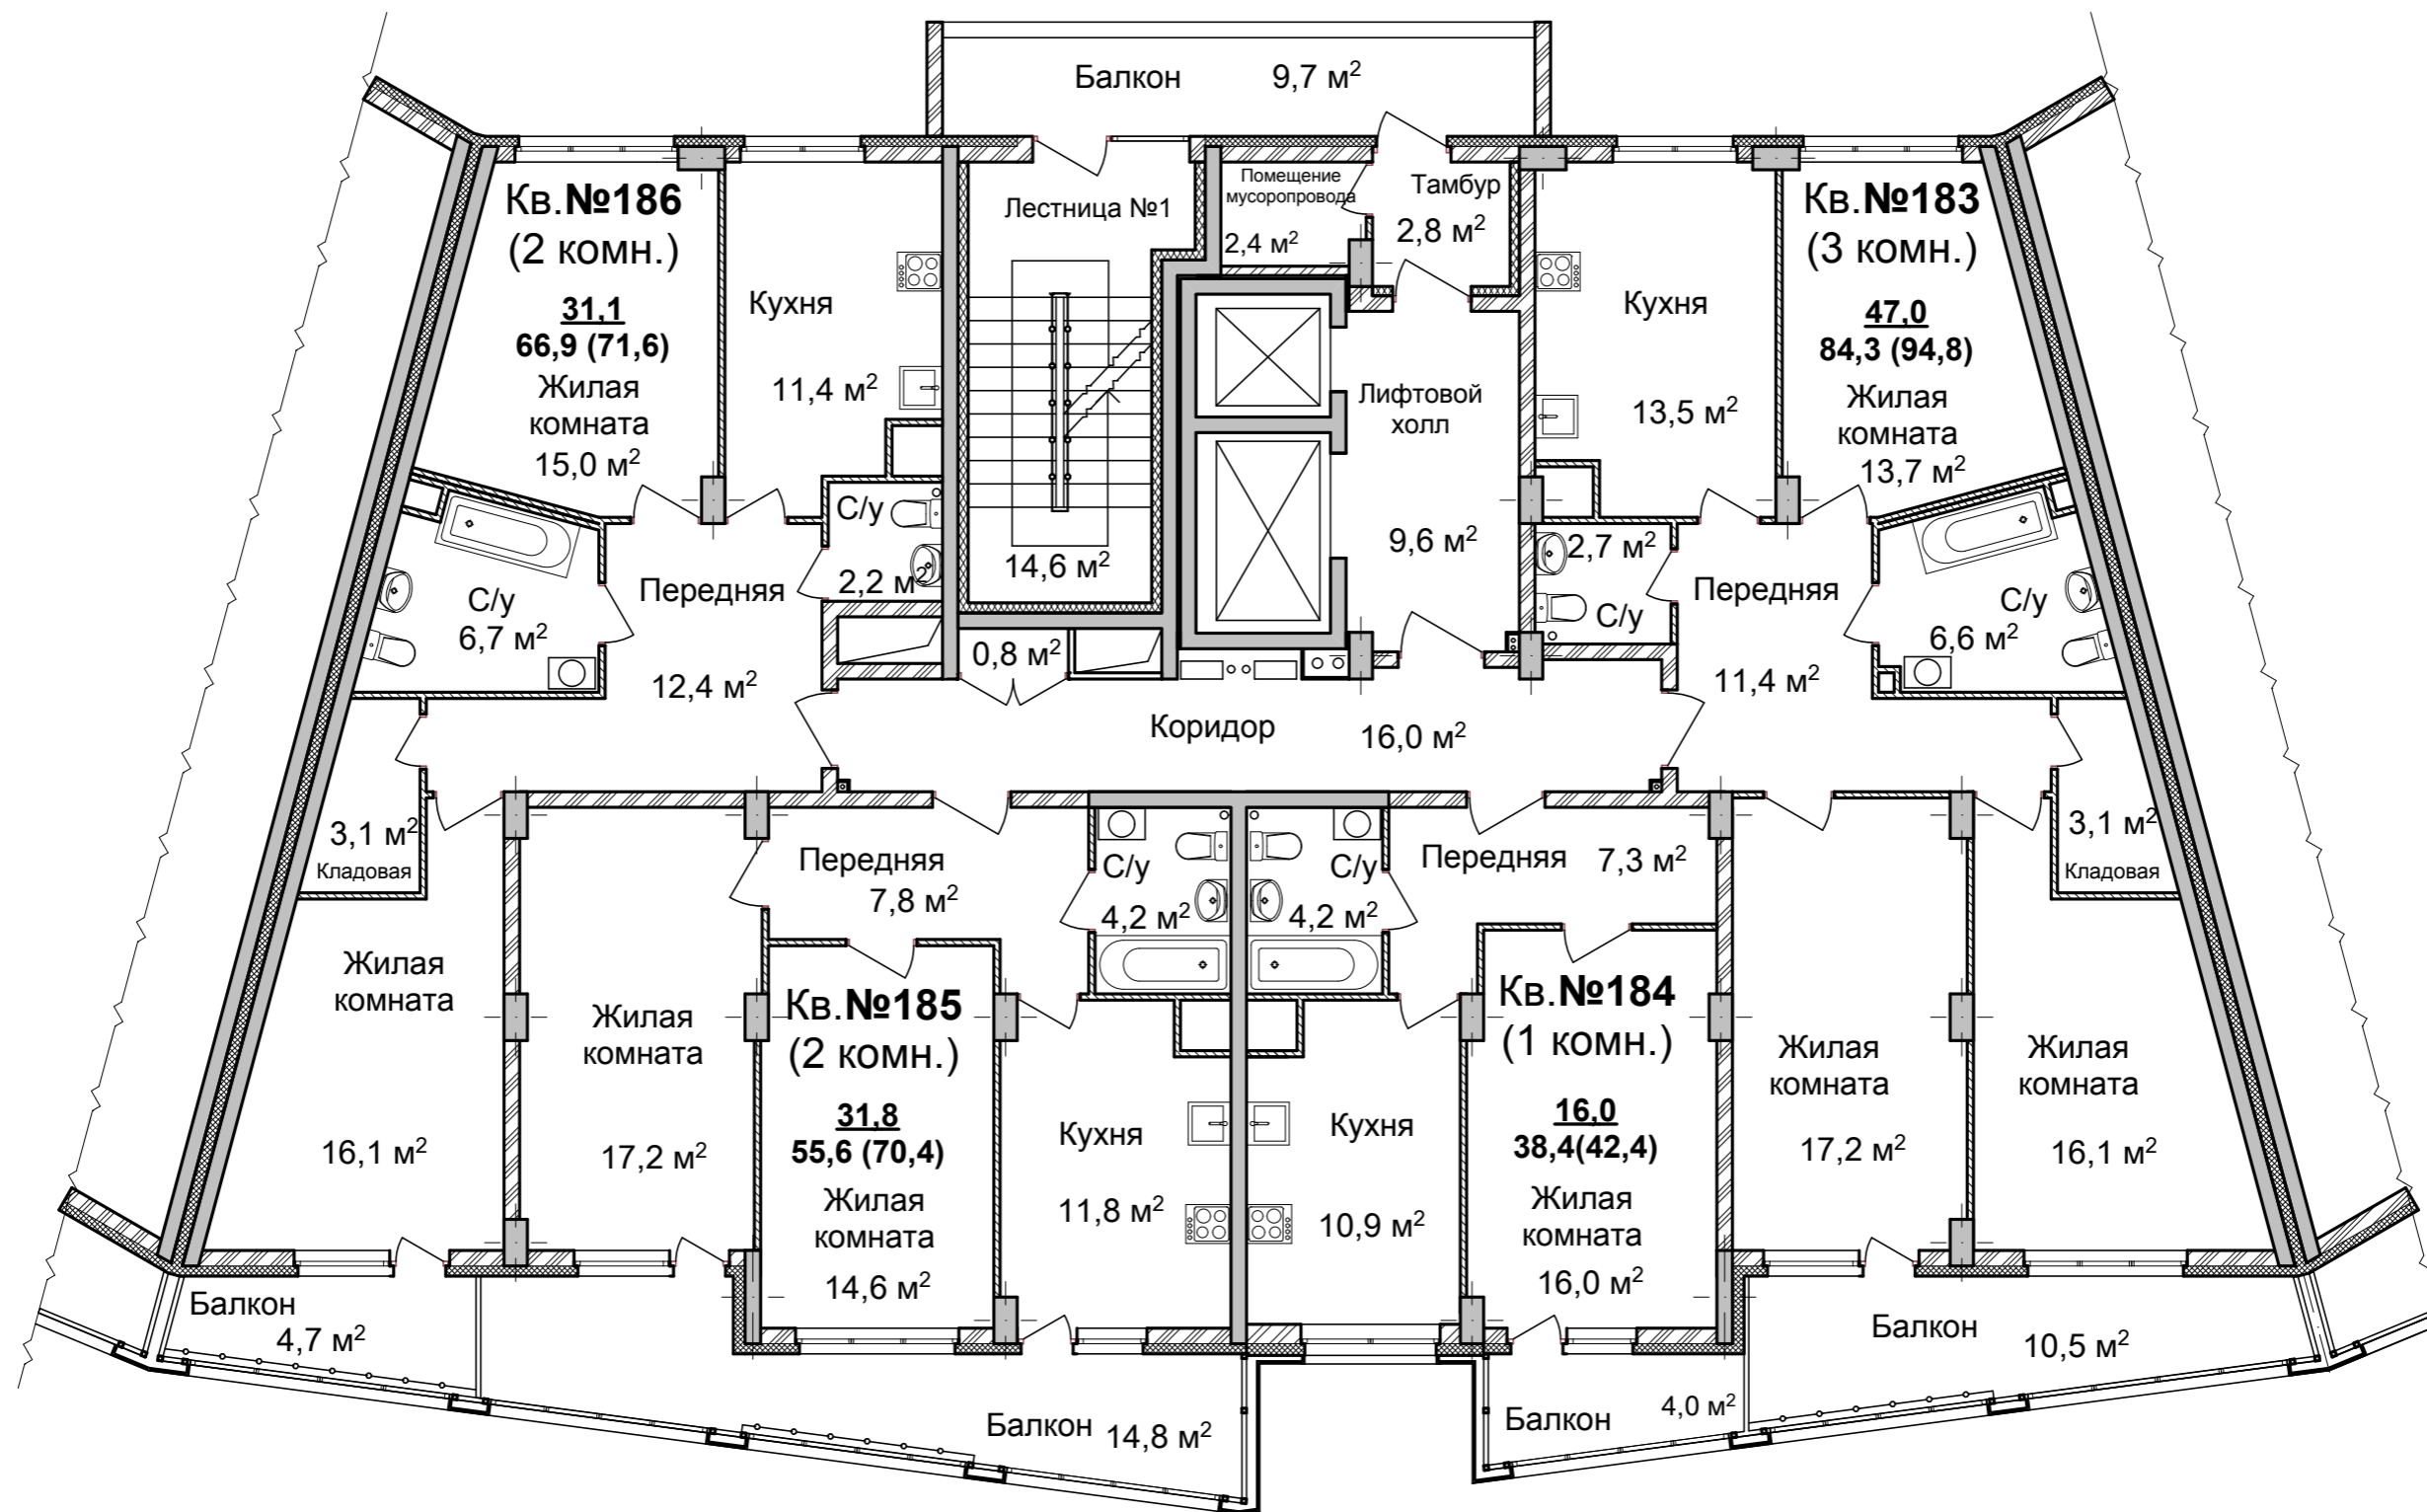 Балкон 9,7 м²
Кв.№186
(2 комн.)
31,1
66,9 (71,6)
Жилая
комната
15,0 м²
Кухня
11,4 м²
Лестница №1
14,6 м²
Помещение
мусоропровода
2,4 м²
Тамбур
2,8 м²
Лифтовой
холл
9,6 м²
Кухня
13,5 м²
Кв.№183
(3 комн.)
47,0
84,3 (94,8)
Жилая
комната
13,7 м²
С/у
6,7 м²
Передняя
12,4 м²
С/у
2,2 м²
0,8 м²
2,7 м²
С/у
Передняя
11,4 м²
С/у
6,6 м²
Коридор 16,0 м²
3,1 м²
Кладовая
Передняя
7,8 м²
С/у
4,2 м²
С/у
4,2 м²
Передняя 7,3 м²
3,1 м²
Кладовая
Жилая
комната
16,1 м²
Жилая
комната
17,2 м²
Кв.№185
(2 комн.)
31,8
55,6 (70,4)
Жилая
комната
14,6 м²
Кухня
11,8 м²
Кухня
10,9 м²
Кв.№184
(1 комн.)
16,0
38,4(42,4)
Жилая
комната
16,0 м²
Жилая
комната
17,2 м²
Жилая
комната
16,1 м²
Балкон
4,7 м²
Балкон 14,8 м²
Балкон 4,0 м²
Балкон 10,5 м²